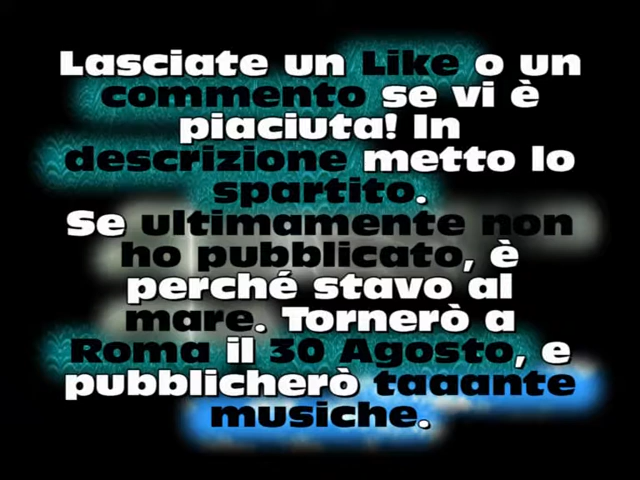 Lasciate un Like o un
commento se vi è
piaciuta! In
descrizione metto lo
spartito.
Se ultimamente non
ho pubblicato, è
perché stavo al
mare. Tornerò a
Roma il 30 Agosto, e
pubblicherò taaante
musiche.